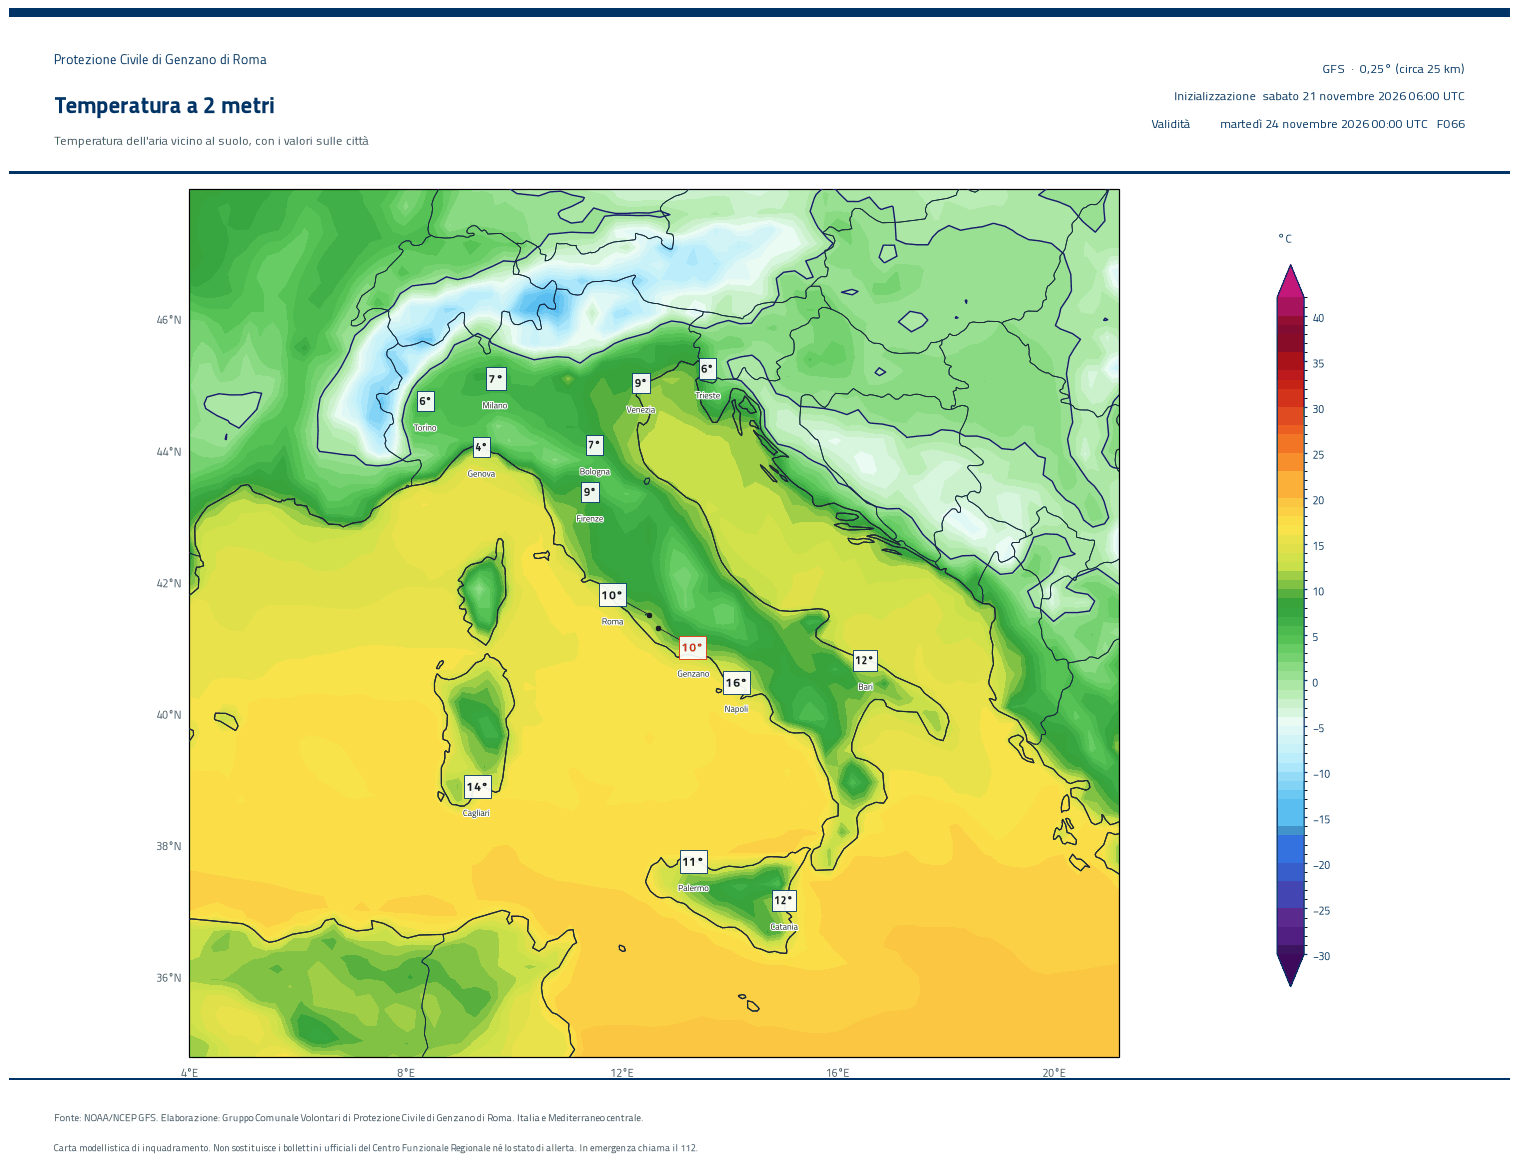 Protezione Civile di Genzano di Roma
Temperatura a 2 metri
Temperatura dell'aria vicino al suolo, con i valori sulle città
GFS · 0,25° (circa 25 km)
Inizializzazione sabato 21 novembre 2026 06:00 UTC
Validità martedì 24 novembre 2026 00:00 UTC F066
°C
40
35
30
25
20
15
10
5
0
−5
−10
−15
−20
−25
−30
46°N
44°N
42°N
40°N
38°N
36°N
4°E
8°E
12°E
16°E
20°E
6°
Trieste
9°
Venezia
7°
Milano
6°
Torino
4°
Genova
7°
Bologna
9°
Firenze
10°
Roma
10°
Genzano
12°
Bari
16°
Napoli
14°
Cagliari
11°
Palermo
12°
Catania
Fonte: NOAA/NCEP GFS. Elaborazione: Gruppo Comunale Volontari di Protezione Civile di Genzano di Roma. Italia e Mediterraneo centrale.
Carta modellistica di inquadramento. Non sostituisce i bollettini ufficiali del Centro Funzionale Regionale né lo stato di allerta. In emergenza chiama il 112.